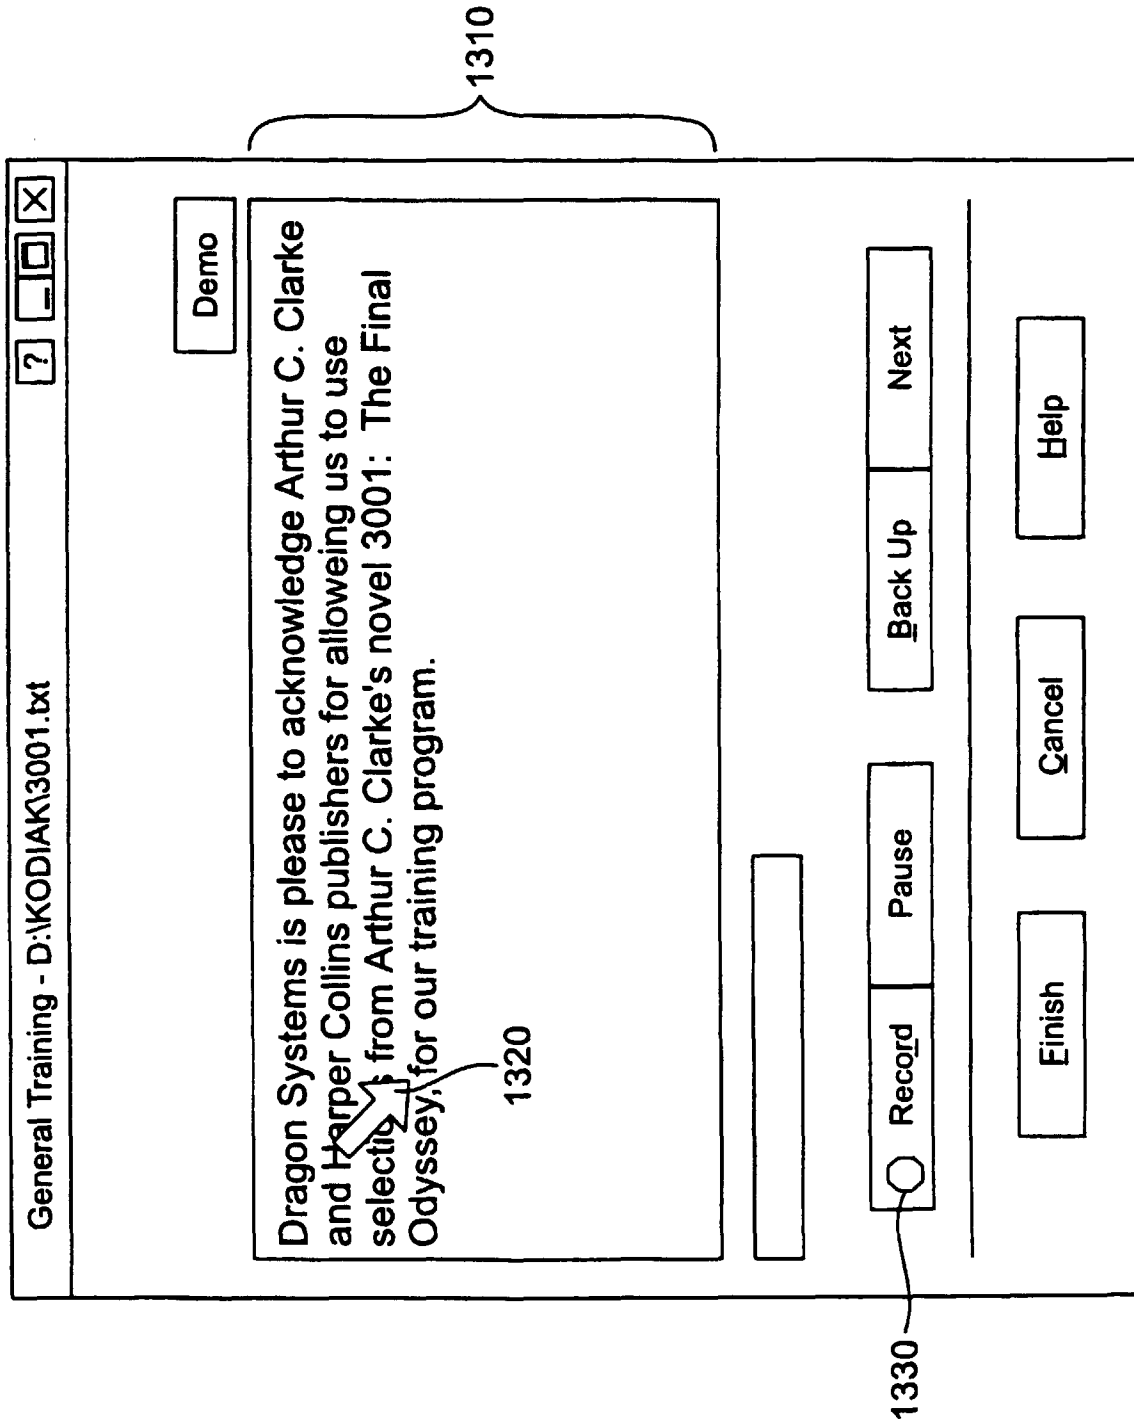 General Training - D:\KODIAK\3001.txt
? _ X
Demo
Dragon Systems is please to acknowledge Arthur C. Clarke
and Harper Collins publishers for alloweing us to use
selections from Arthur C. Clarke's novel 3001: The Final
Odyssey, for our training program.
1310
1320
Record Pause Back Up Next
1330
Finish Cancel Help